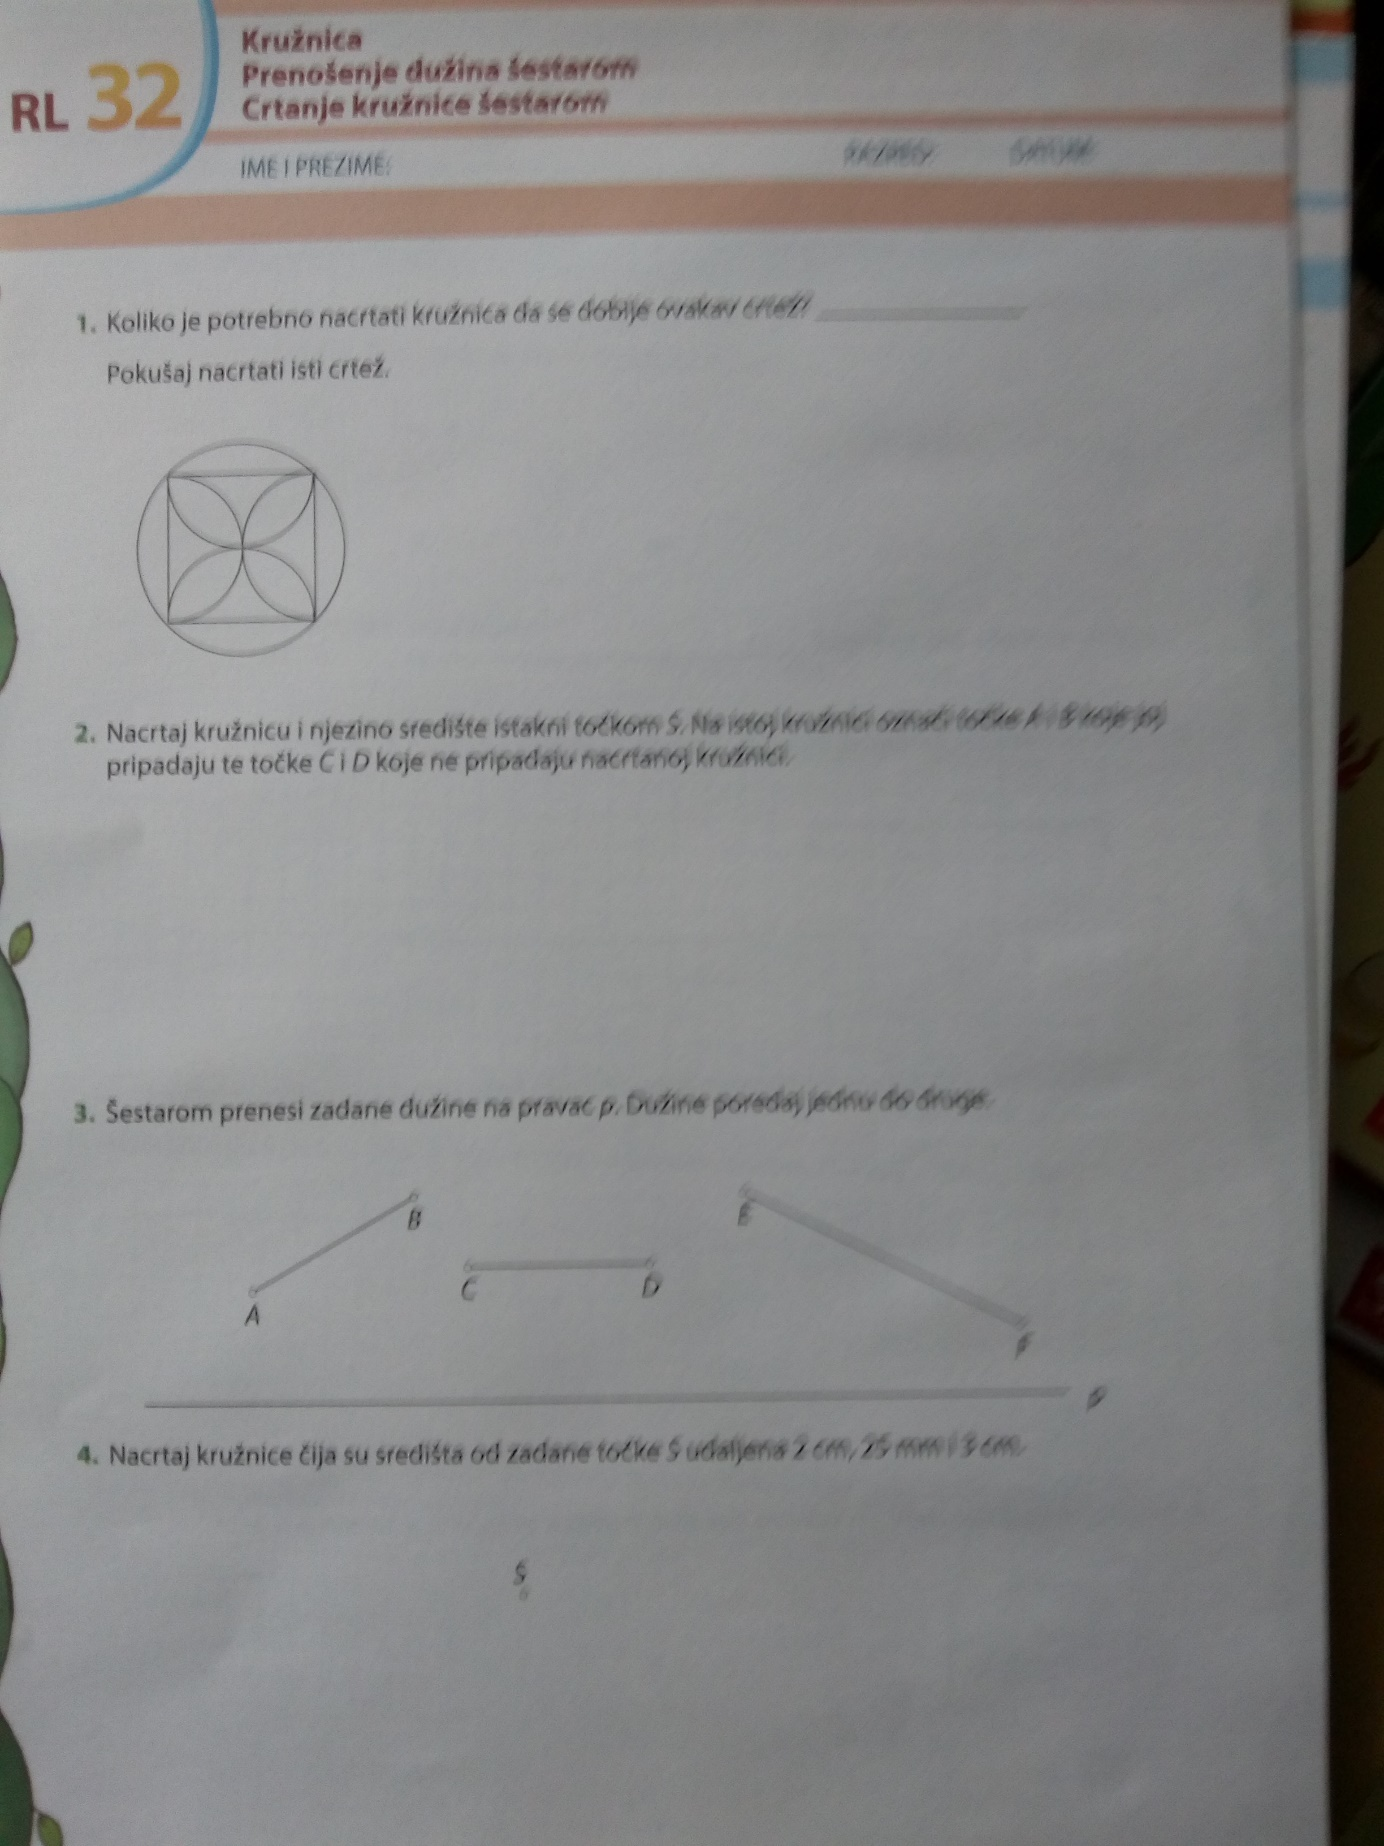 Kružnica
Prenošenje dužina šestarom
RL 32
Crtanje kružnice šestarom
IME I PREZIME:
1. Koliko je potrebno nacrtati kružnica da se dobije ovakav crtež?
Pokušaj nacrtati isti crtež.
2. Nacrtaj kružnicu i njezino središte istakni točkom S. Na istoj kružnici označi točke A i B koje joj
pripadaju te točke C i D koje ne pripadaju nacrtanoj kružnici.
3. Šestarom prenesi zadane dužine na pravac p. Dužine poredaj jednu do druge.
E
B
C D
A
F
p
4. Nacrtaj kružnice čija su središta od zadane točke S udaljena 2 cm, 25 mm i 3 cm.
S